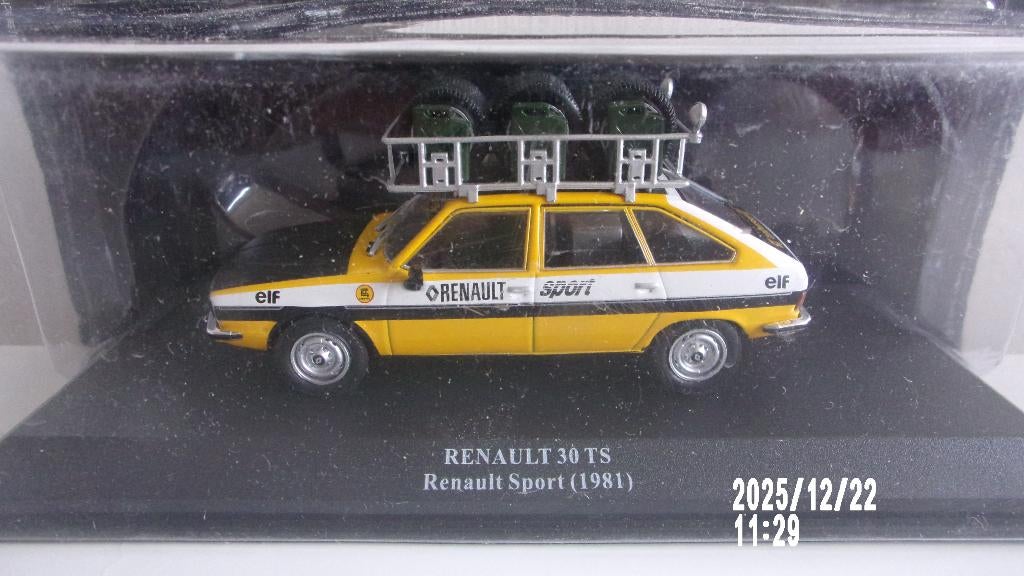 elf
RENAULT sport
elf
RENAULT 30 TS
Renault Sport (1981)
2025/12/22
11:29